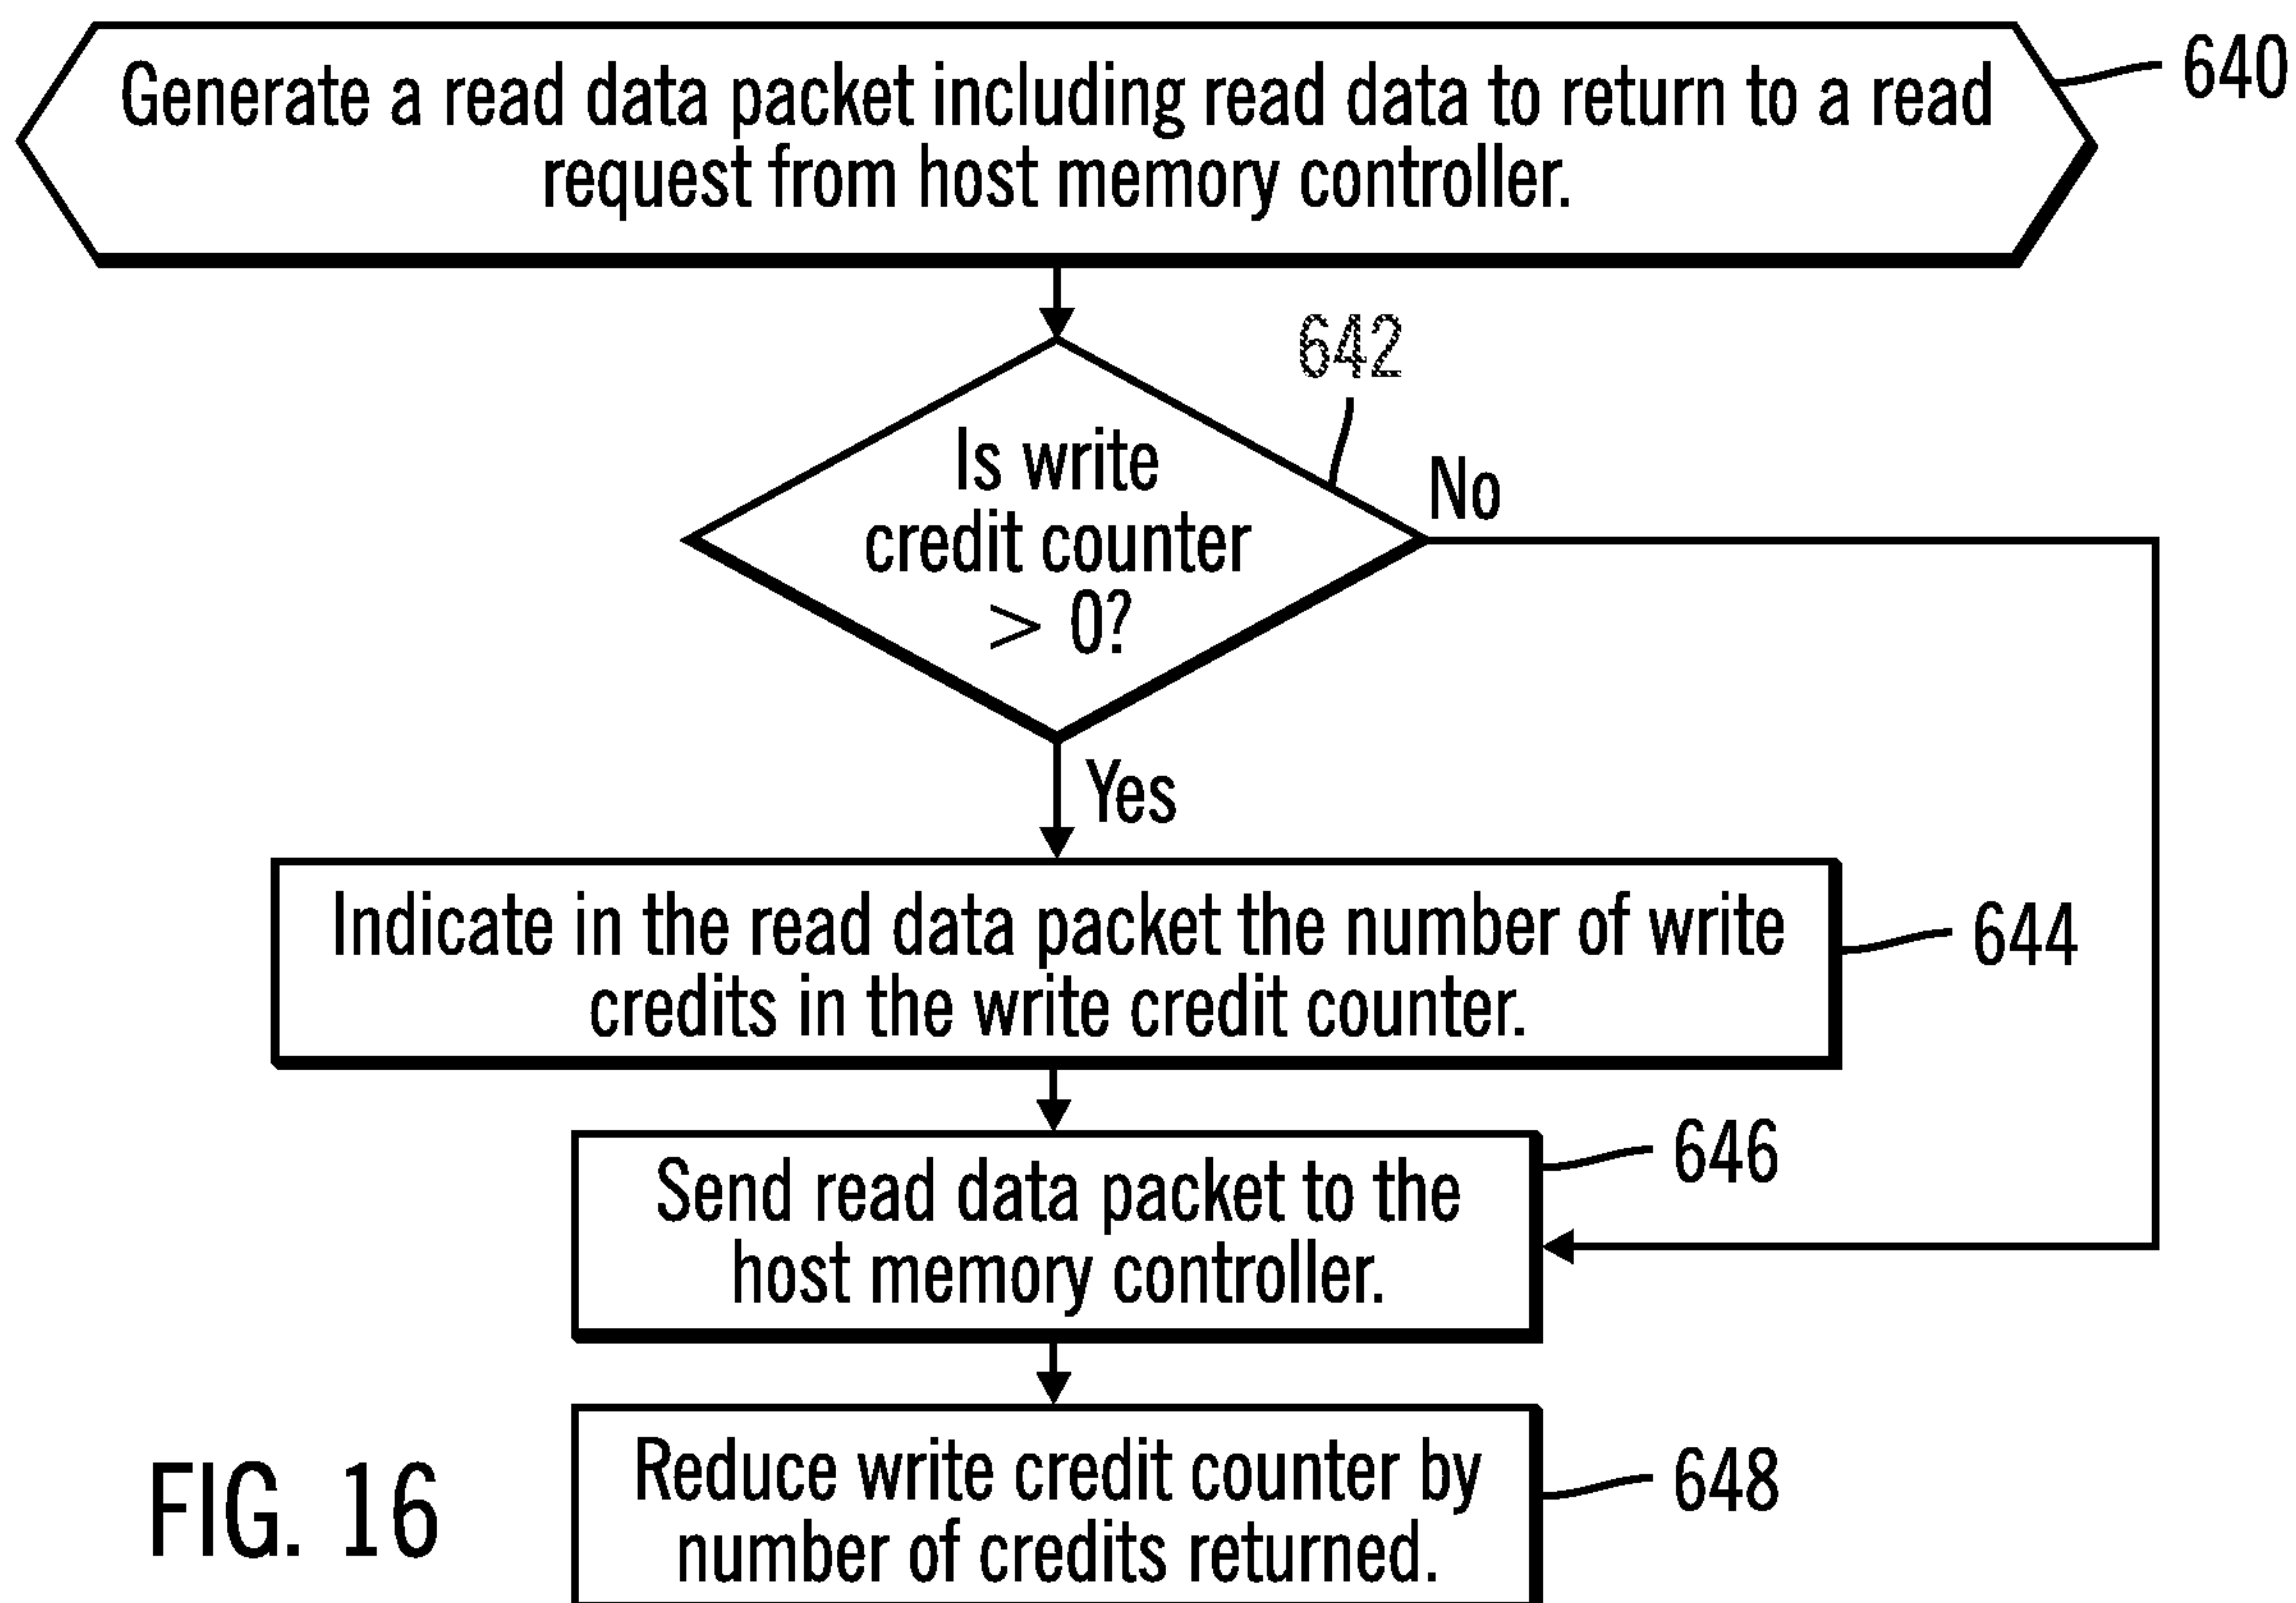 Generate a read data packet including read data to return to a read
request from host memory controller.
640
642
Is write
credit counter
> 0?
No
Yes
Indicate in the read data packet the number of write
credits in the write credit counter.
644
Send read data packet to the
host memory controller.
646
Reduce write credit counter by
number of credits returned.
648
FIG. 16